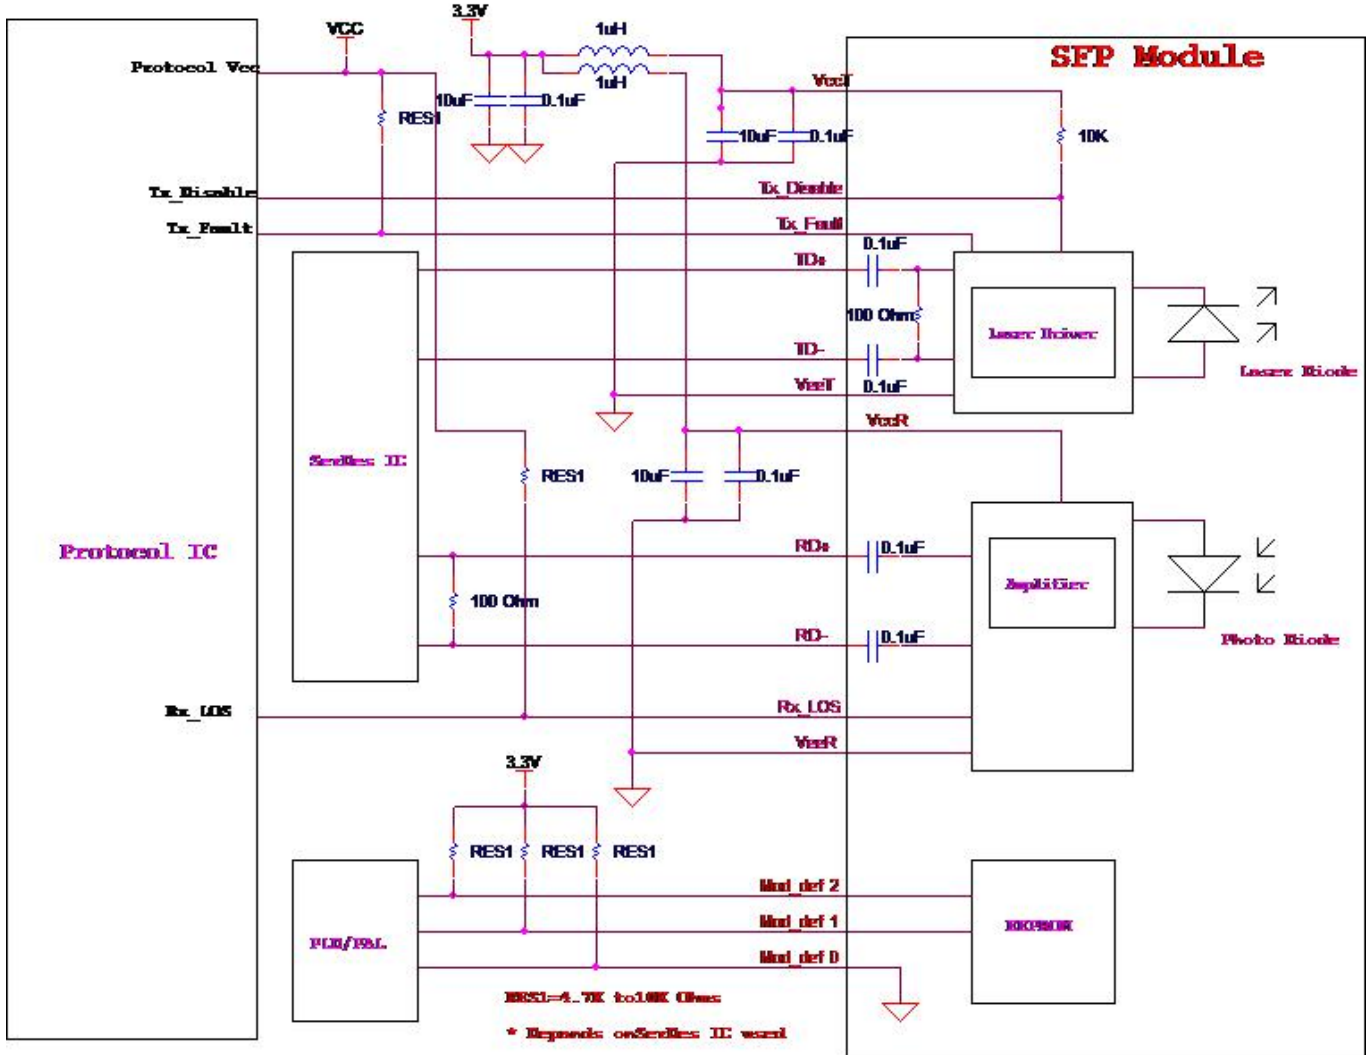 3.3V
VCC
1uH
SFP Module
Protocol Vcc
1uH
VccT
10uF
0.1uF
RES1
10uF
0.1uF
10K
Tx_Disable
Tx_Disable
Tx_Fault
Tx_Fault
0.1uF
TD+
100 Ohm
Laser Driver
TD-
Laser Diode
VeeT
0.1uF
VccR
SerDes IC
RES1
10uF
0.1uF
Protocol IC
RD+
0.1uF
Amplifier
100 Ohm
RD-
0.1uF
Photo Diode
Rx_LOS
Rx_LOS
VeeR
3.3V
RES1
RES1
RES1
Mod_def 2
Mod_def 1
EEPROM
PLD/PAL
Mod_def 0
RES1=4.7K to10K Ohms
* Depends onSerDes IC used